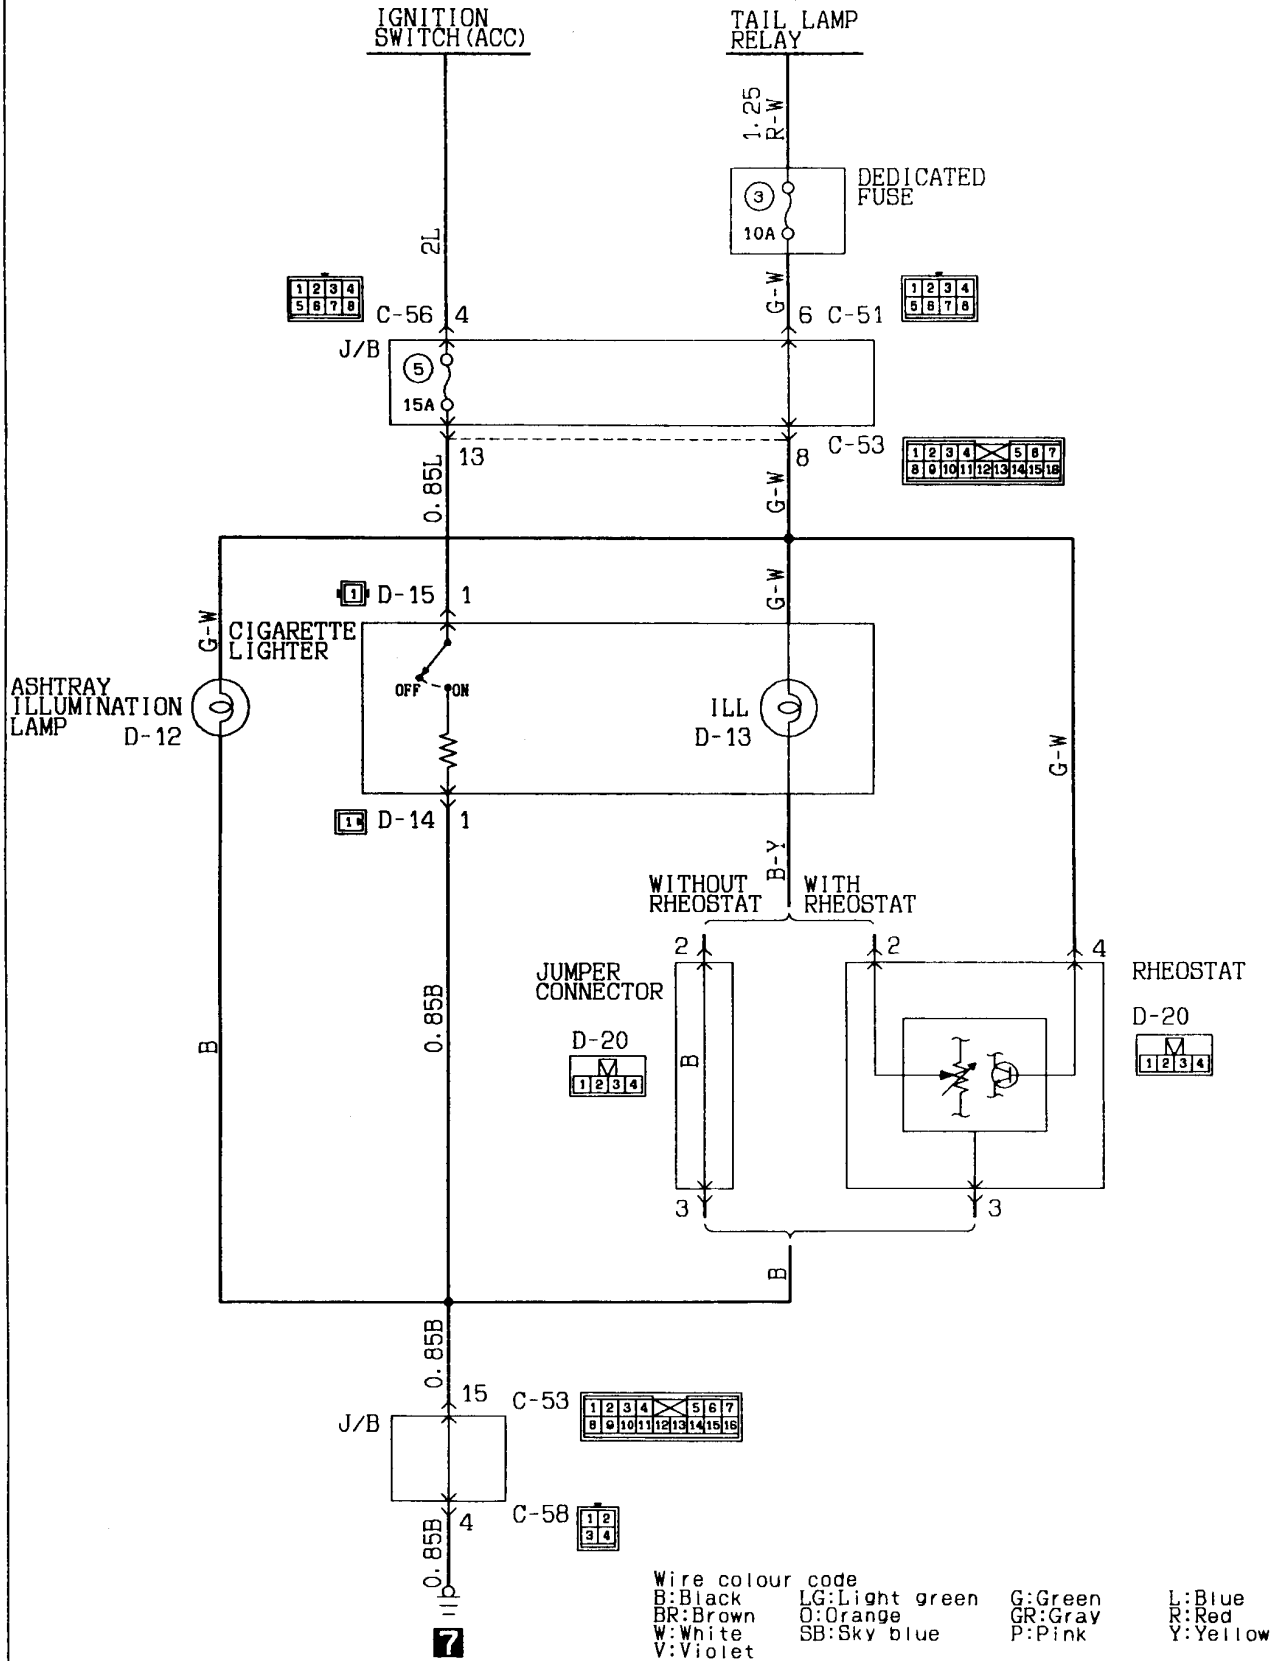 IGNITION
SWITCH(ACC)
TAIL LAMP
RELAY
1.25
R-W
DEDICATED
FUSE
3
10A
2L
G-W
1 2 3 4
5 6 7 8
C-56 4
6 C-51
1 2 3 4
5 6 7 8
J/B
5
15A
13
8
C-53
1 2 3 4 5 6 7
8 9 10 11 12 13 14 15 16
0.85L
G-W
1 D-15 1
G-W
G-W
CIGARETTE
LIGHTER
OFF ON
ASHTRAY
ILLUMINATION
LAMP
D-12
ILL
D-13
G-W
1 D-14 1
B-Y
WITHOUT
RHEOSTAT
WITH
RHEOSTAT
2
2
4
JUMPER
CONNECTOR
RHEOSTAT
D-20
1 2 3 4
D-20
1 2 3 4
B
0.85B
B
3
3
B
0.85B
15
C-53
1 2 3 4 5 6 7
8 9 10 11 12 13 14 15 16
J/B
4
C-58
1 2
3 4
0.85B
7
Wire colour code
B:Black LG:Light green G:Green L:Blue
BR:Brown O:Orange GR:Gray R:Red
W:White SB:Sky blue P:Pink Y:Yellow
V:Violet